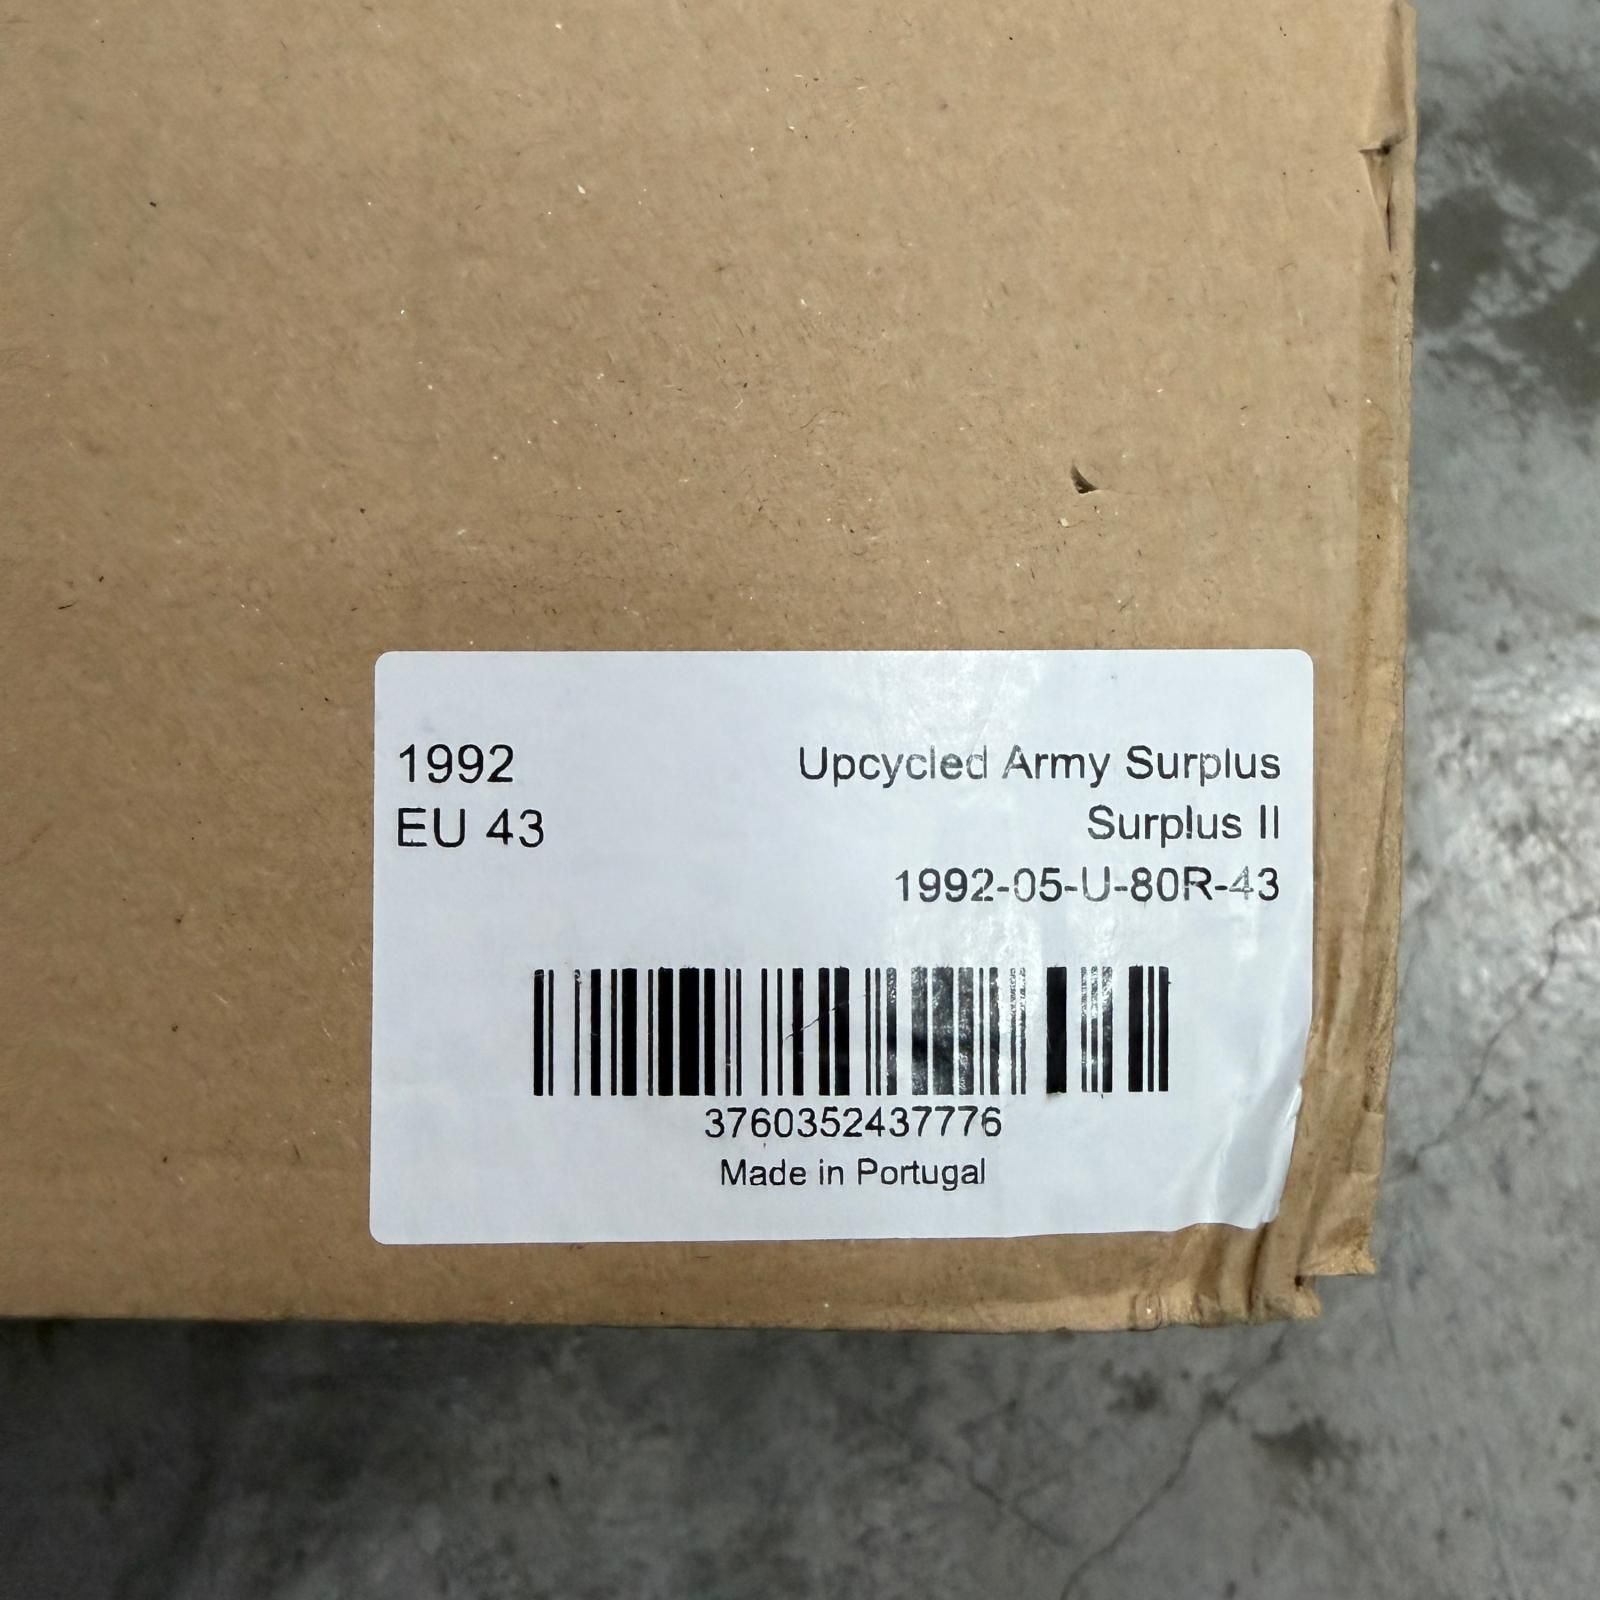 1992
EU 43
Upcycled Army Surplus
Surplus II
1992-05-U-80R-43
3760352437776
Made in Portugal